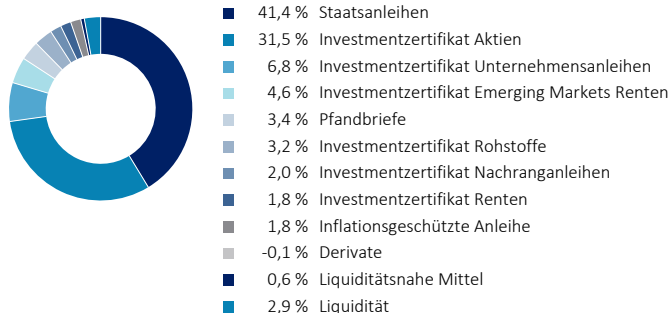 41,4 % Staatsanleihen
31,5 % Investmentzertifikat Aktien
6,8 % Investmentzertifikat Unternehmensanleihen
4,6 % Investmentzertifikat Emerging Markets Renten
3,4 % Pfandbriefe
3,2 % Investmentzertifikat Rohstoffe
2,0 % Investmentzertifikat Nachranganleihen
1,8 % Investmentzertifikat Renten
1,8 % Inflationsgeschützte Anleihe
-0,1 % Derivate
0,6 % Liquiditätsnahe Mittel
2,9 % Liquidität